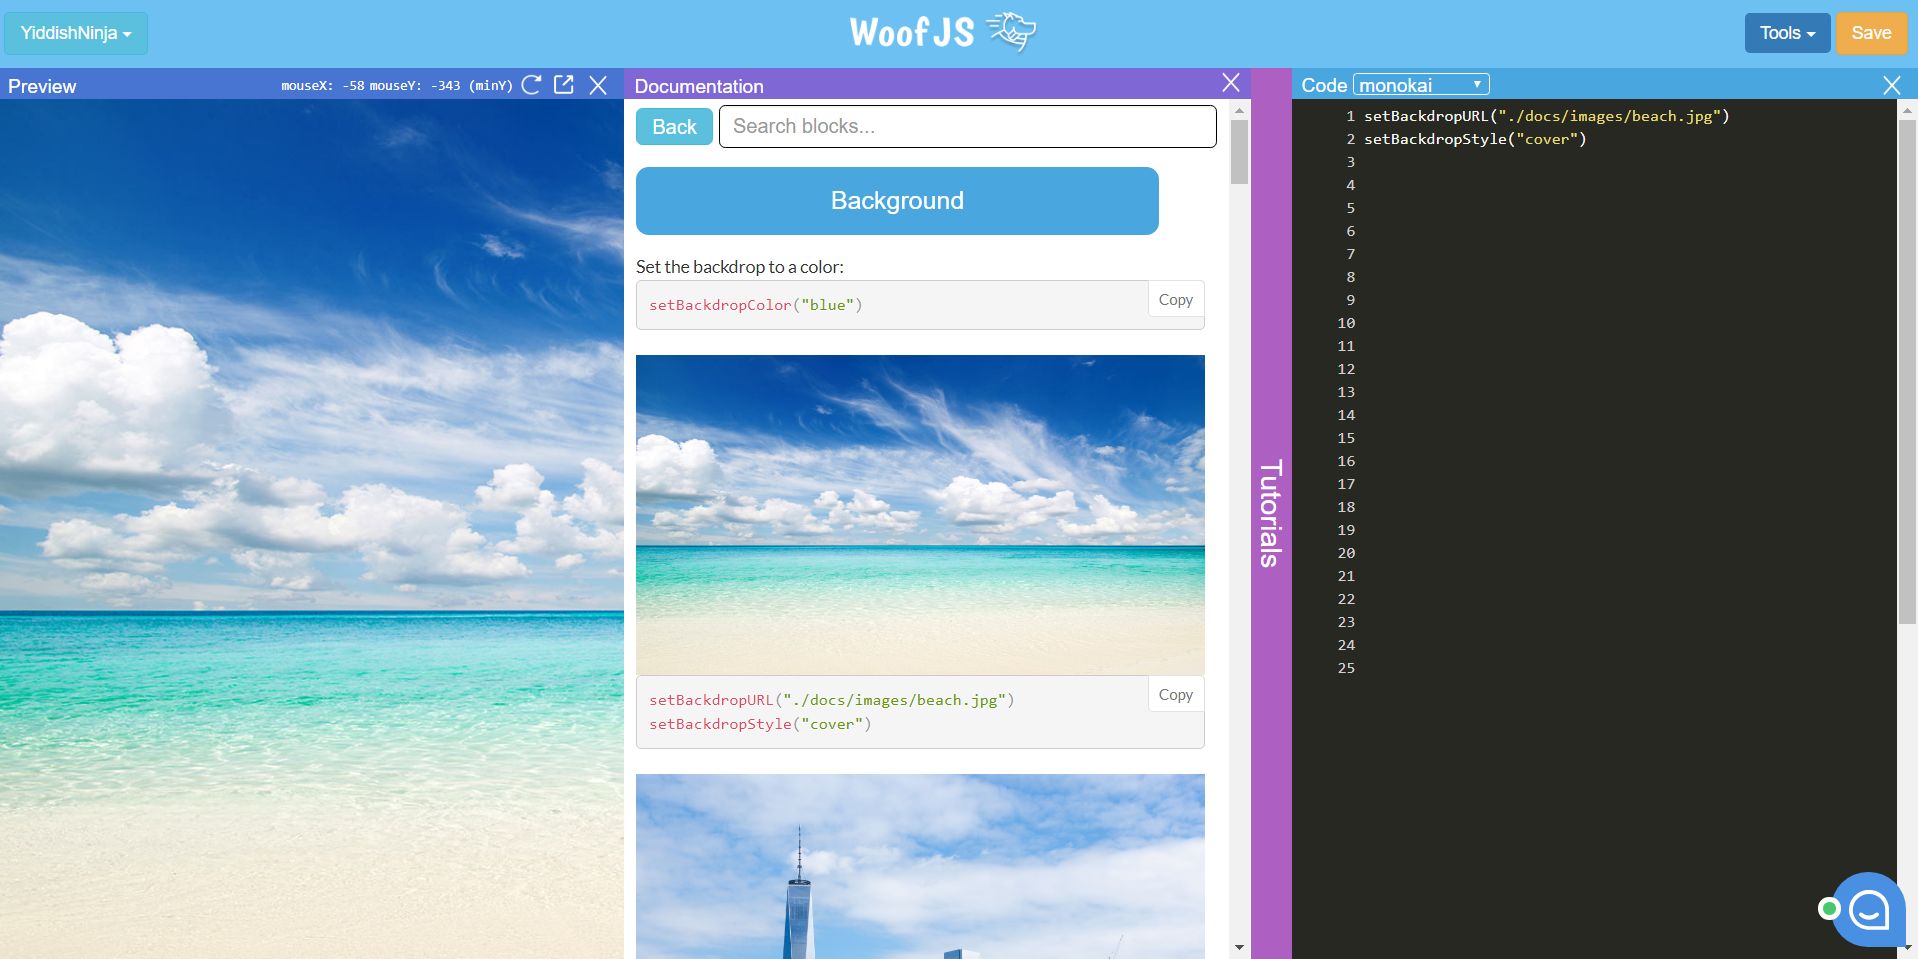 YiddishNinja
WoofJS
Tools
Save
Preview
mouseX: -58 mouseY: -343 (minY)
Documentation
Back
Search blocks...
Background
Set the backdrop to a color:
setBackdropColor("blue")
Copy
setBackdropURL("./docs/images/beach.jpg")
setBackdropStyle("cover")
Copy
Tutorials
Code monokai
1 setBackdropURL("./docs/images/beach.jpg")
2 setBackdropStyle("cover")
3
4
5
6
7
8
9
10
11
12
13
14
15
16
17
18
19
20
21
22
23
24
25